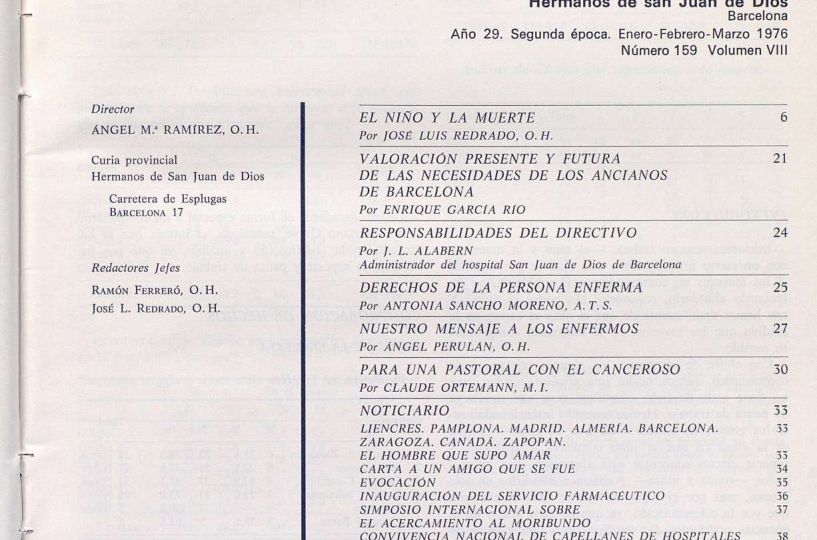 Hermanos de san Juan de Dios
Barcelona
Año 29. Segunda época. Enero-Febrero-Marzo 1976
Número 159 Volumen VIII
Director
ÁNGEL M.ª RAMÍREZ, O. H.
Curia provincial
Hermanos de San Juan de Dios
Carretera de Esplugas
BARCELONA 17
Redactores Jefes
RAMÓN FERRERÓ, O. H.
JOSÉ L. REDRADO, O. H.
EL NIÑO Y LA MUERTE 6
Por JOSÉ LUIS REDRADO, O. H.
VALORACIÓN PRESENTE Y FUTURA 21
DE LAS NECESIDADES DE LOS ANCIANOS
DE BARCELONA
Por ENRIQUE GARCÍA RÍO
RESPONSABILIDADES DEL DIRECTIVO 24
Por J. L. ALABERN
Administrador del hospital San Juan de Dios de Barcelona
DERECHOS DE LA PERSONA ENFERMA 25
Por ANTONIA SANCHO MORENO, A. T. S.
NUESTRO MENSAJE A LOS ENFERMOS 27
Por ÁNGEL PERULAN, O. H.
PARA UNA PASTORAL CON EL CANCEROSO 30
Por CLAUDE ORTEMANN, M. I.
NOTICIARIO 33
LIENCRES. PAMPLONA. MADRID. ALMERÍA. BARCELONA. 33
ZARAGOZA. CANADÁ. ZAPOPAN.
EL HOMBRE QUE SUPO AMAR 33
CARTA A UN AMIGO QUE SE FUE 34
EVOCACIÓN 35
INAUGURACIÓN DEL SERVICIO FARMACÉUTICO 36
SIMPOSIO INTERNACIONAL SOBRE 37
EL ACERCAMIENTO AL MORIBUNDO
CONVIVENCIA NACIONAL DE CAPELLANES DE HOSPITALES 38